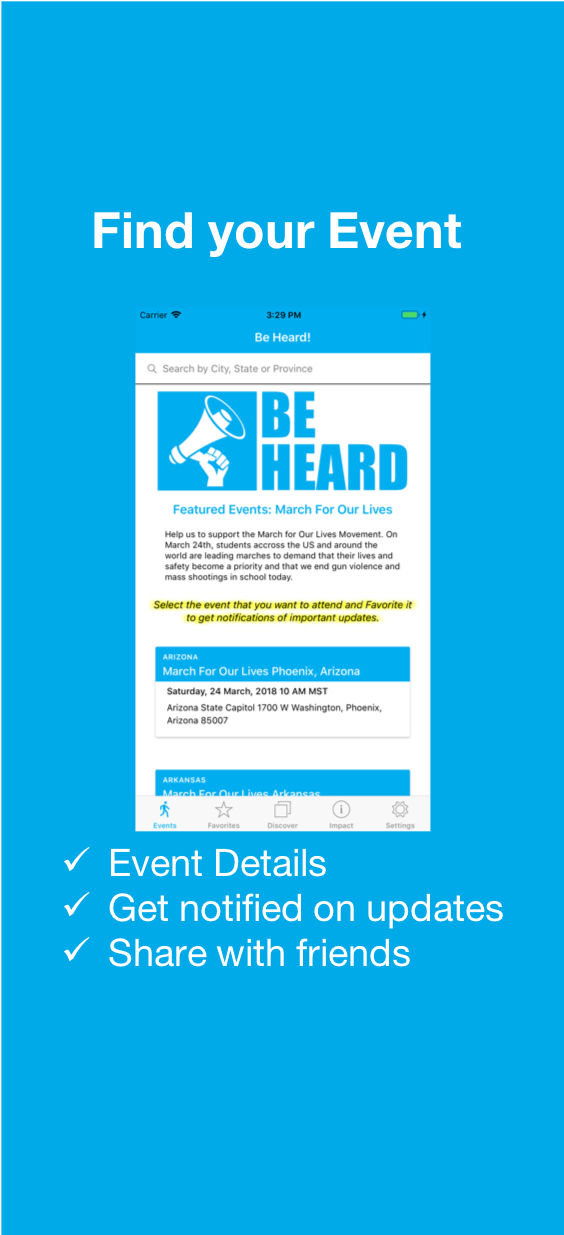 Find your Event
Carrier 3:29 PM
Be Heard!
Search by City, State or Province
BE
HEARD
Featured Events: March For Our Lives
Help us to support the March for Our Lives Movement. On
March 24th, students accross the US and around the
world are leading marches to demand that their lives and
safety become a priority and that we end gun violence and
mass shootings in school today.
Select the event that you want to attend and Favorite it
to get notifications of important updates.
ARIZONA
March For Our Lives Phoenix, Arizona
Saturday, 24 March, 2018 10 AM MST
Arizona State Capitol 1700 W Washington, Phoenix,
Arizona 85007
ARKANSAS
March For Our Lives Arkansas
Events Favorites Discover Impact Settings
✓ Event Details
✓ Get notified on updates
✓ Share with friends